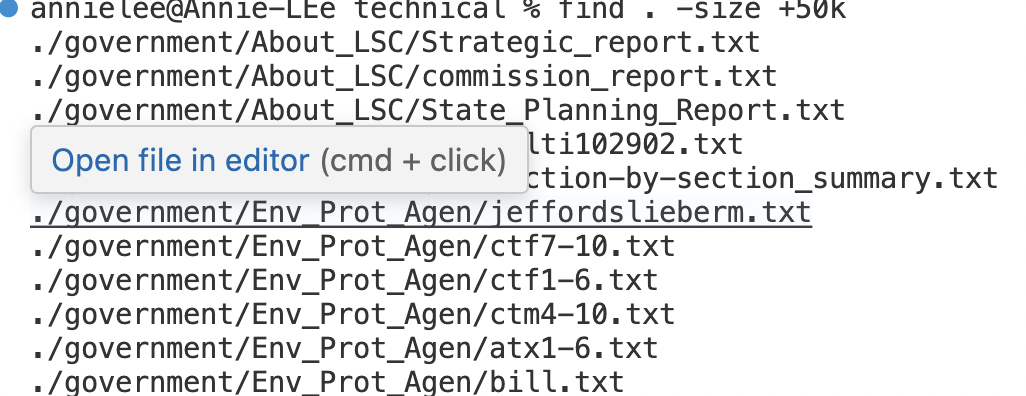 annielee@Annie-LEe technical % find . -size +50k
./government/About_LSC/Strategic_report.txt
./government/About_LSC/commission_report.txt
./government/About_LSC/State_Planning_Report.txt
lti102902.txt
Open file in editor (cmd + click)
ction-by-section_summary.txt
./government/Env_Prot_Agen/jeffordslieberm.txt
./government/Env_Prot_Agen/ctf7-10.txt
./government/Env_Prot_Agen/ctf1-6.txt
./government/Env_Prot_Agen/ctm4-10.txt
./government/Env_Prot_Agen/atx1-6.txt
./government/Env_Prot_Agen/bill.txt